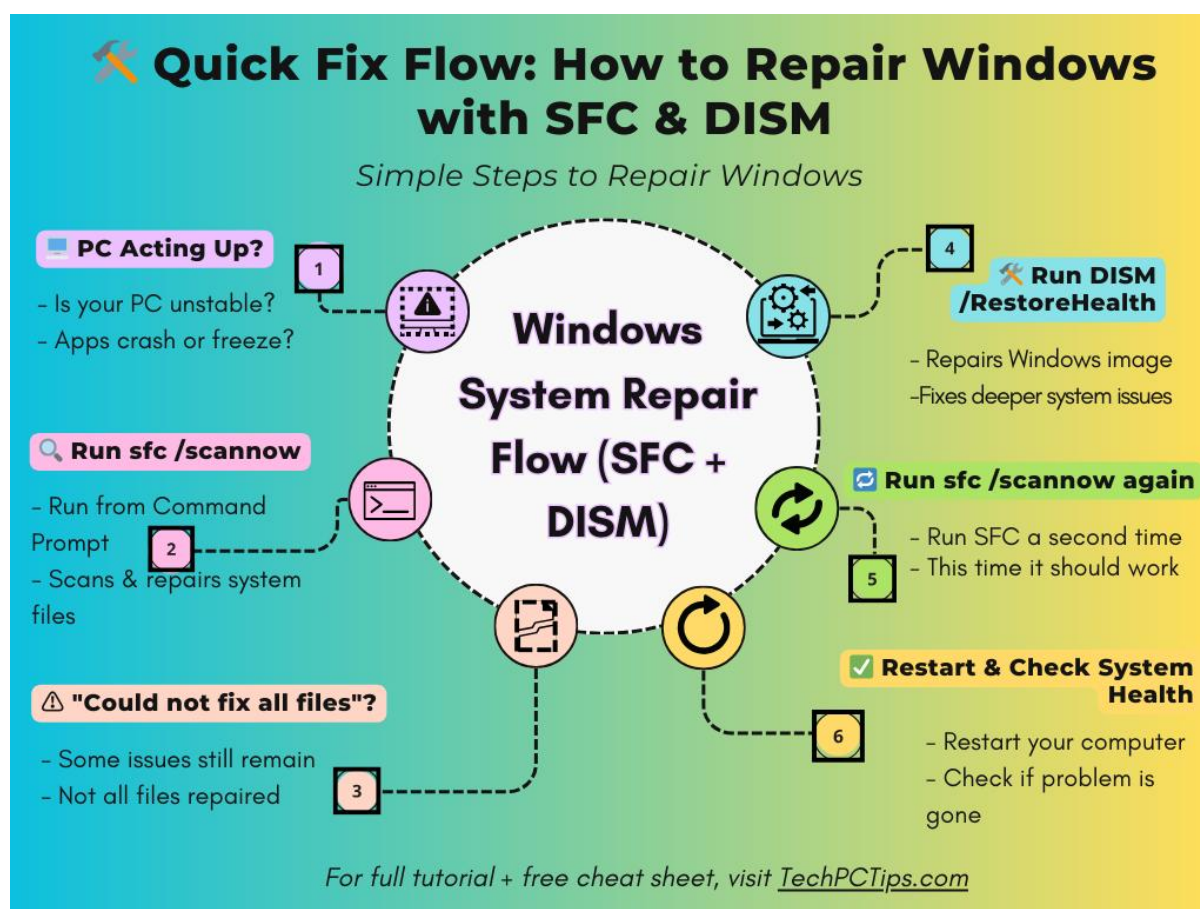 🛠️ Quick Fix Flow: How to Repair Windows
with SFC & DISM
Simple Steps to Repair Windows
🖥️ PC Acting Up?
1
- Is your PC unstable?
- Apps crash or freeze?
🔍 Run sfc /scannow
- Run from Command
Prompt
2
- Scans & repairs system
files
⚠ "Could not fix all files"?
- Some issues still remain
- Not all files repaired
3
Windows
System Repair
Flow (SFC +
DISM)
4
🛠️ Run DISM
/RestoreHealth
- Repairs Windows image
-Fixes deeper system issues
🔁 Run sfc /scannow again
- Run SFC a second time
- This time it should work
5
✅ Restart & Check System
Health
6
- Restart your computer
- Check if problem is
gone
For full tutorial + free cheat sheet, visit TechPCTips.com